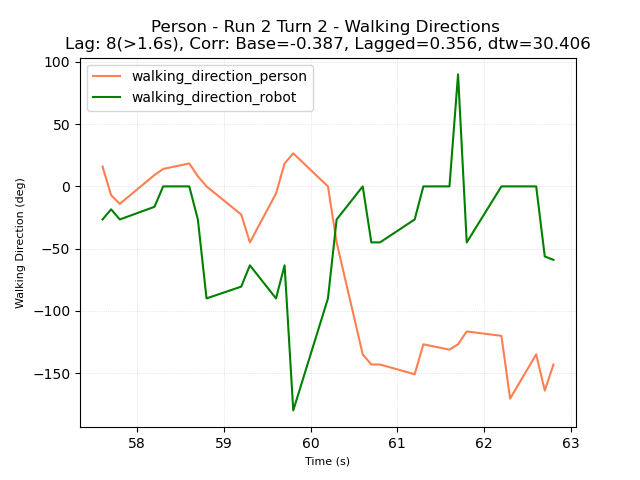 Person - Run 2 Turn 2 - Walking Directions
Lag: 8(>1.6s), Corr: Base=-0.387, Lagged=0.356, dtw=30.406
walking_direction_person
walking_direction_robot
100
50
0
−50
−100
−150
Walking Direction (deg)
58 59 60 61 62 63
Time (s)